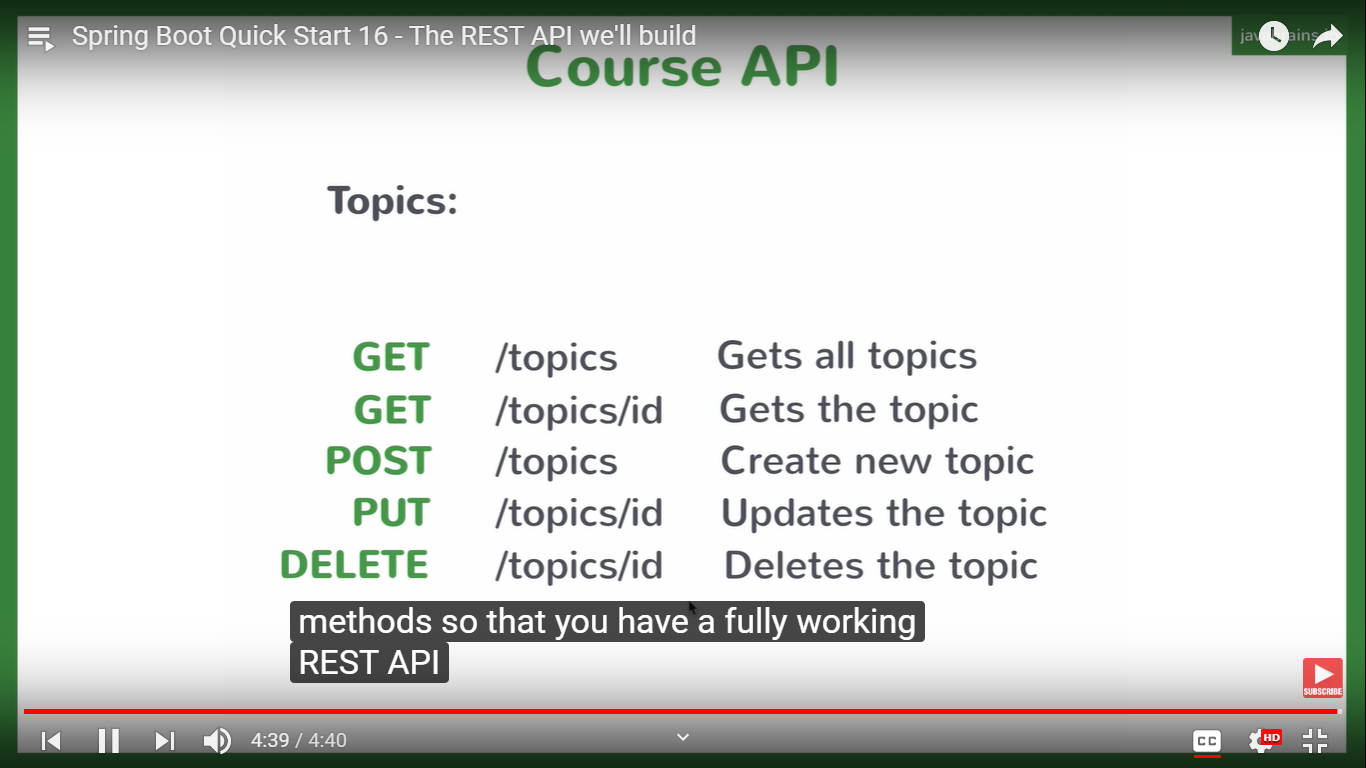 Spring Boot Quick Start 16 - The REST API we'll build
Course API
Topics:
GET /topics Gets all topics
GET /topics/id Gets the topic
POST /topics Create new topic
PUT /topics/id Updates the topic
DELETE /topics/id Deletes the topic
methods so that you have a fully working
REST API
SUBSCRIBE
4:39 / 4:40
CC
HD